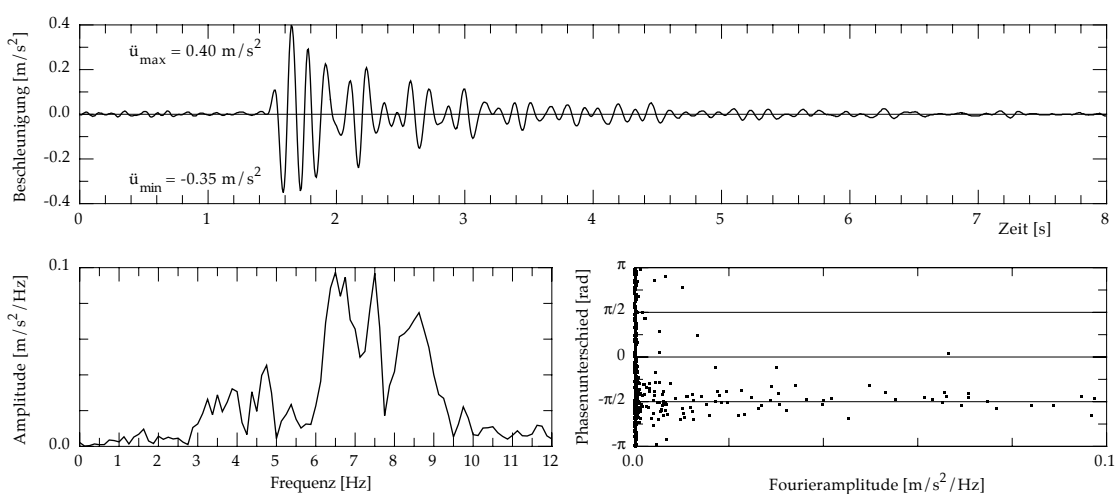 Beschleunigung [m/s²]
0.4
0.2
0.0
-0.2
-0.4
ü_max = 0.40 m/s²
ü_min = -0.35 m/s²
0 1 2 3 4 5 6 7 8
Zeit [s]
Amplitude [m/s²/Hz]
0.1
0.0
0 1 2 3 4 5 6 7 8 9 10 11 12
Frequenz [Hz]
Phasenunterschied [rad]
π
π/2
0
-π/2
-π
0.0 0.1
Fourieramplitude [m/s²/Hz]